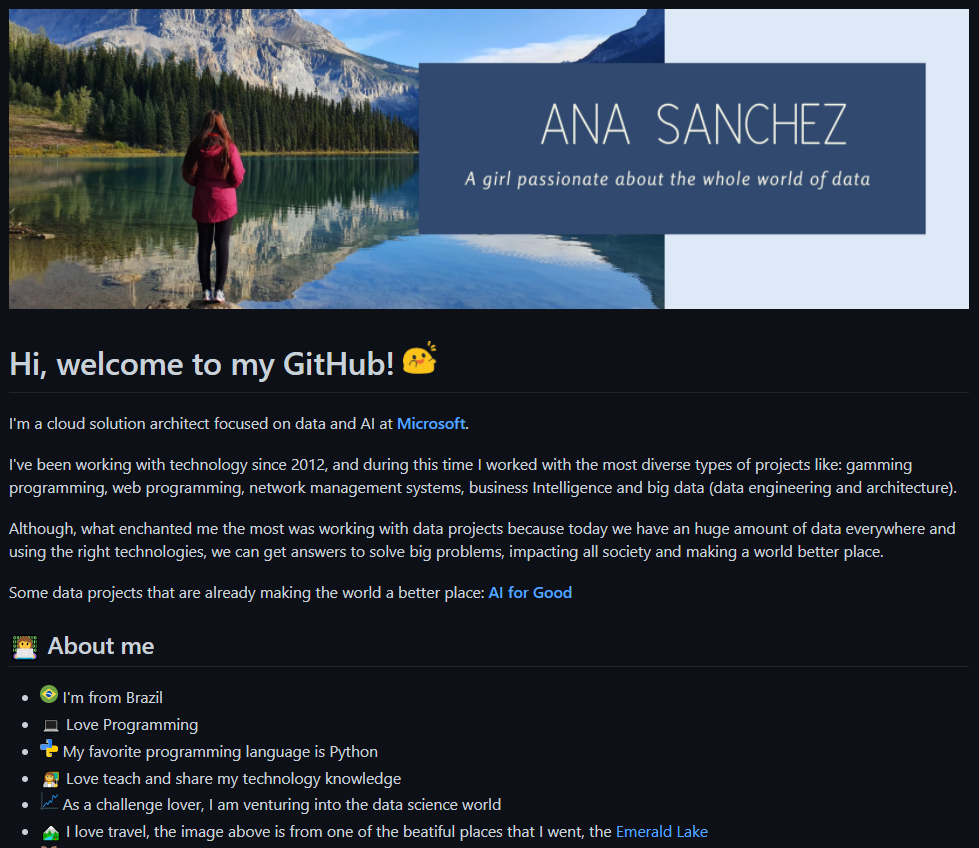 ANA SANCHEZ
A girl passionate about the whole world of data
Hi, welcome to my GitHub!
I'm a cloud solution architect focused on data and AI at Microsoft.
I've been working with technology since 2012, and during this time I worked with the most diverse types of projects like: gamming
programming, web programming, network management systems, business Intelligence and big data (data engineering and architecture).
Although, what enchanted me the most was working with data projects because today we have an huge amount of data everywhere and
using the right technologies, we can get answers to solve big problems, impacting all society and making a world better place.
Some data projects that are already making the world a better place: AI for Good
About me
I'm from Brazil
Love Programming
My favorite programming language is Python
Love teach and share my technology knowledge
As a challenge lover, I am venturing into the data science world
I love travel, the image above is from one of the beatiful places that I went, the Emerald Lake